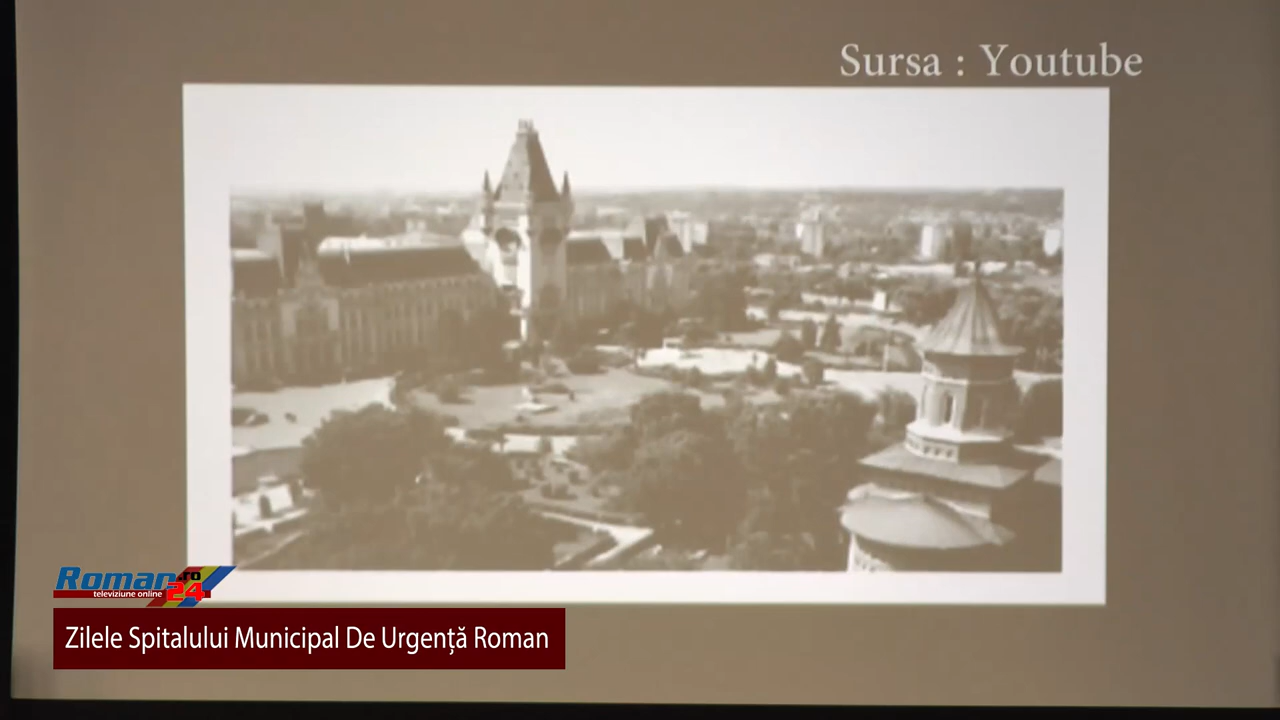 Sursa : Youtube
Roman .ro
24
televiziune online
Zilele Spitalului Municipal De Urgență Roman